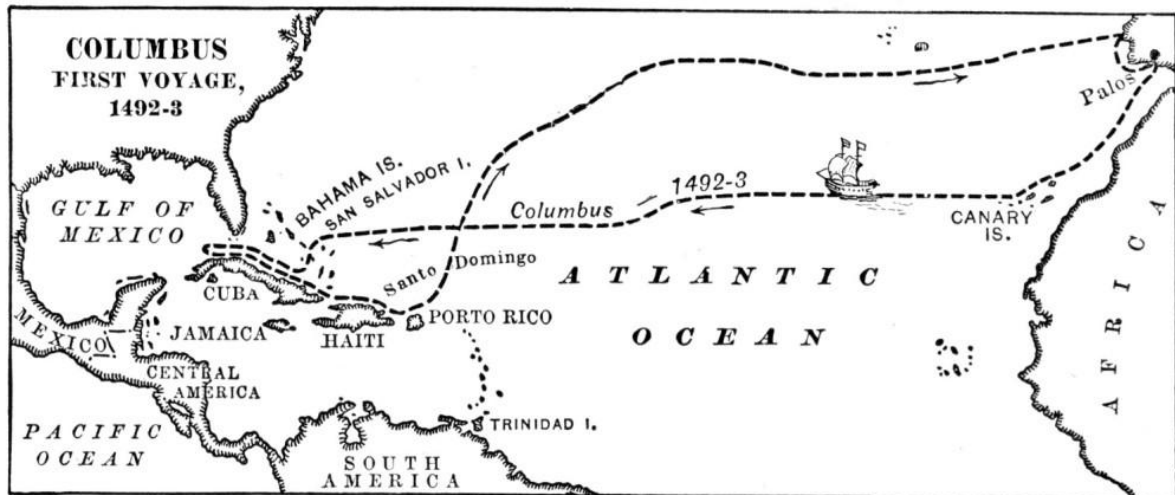 COLUMBUS
FIRST VOYAGE,
1492-3
Palos
BAHAMA IS.
SAN SALVADOR I.
1492-3
GULF OF
MEXICO
Columbus
CANARY
IS.
AFRICA
Santo Domingo
ATLANTIC
CUBA
PORTO RICO
OCEAN
JAMAICA
HAITI
MEXICO
CENTRAL
AMERICA
TRINIDAD I.
PACIFIC
OCEAN
SOUTH
AMERICA